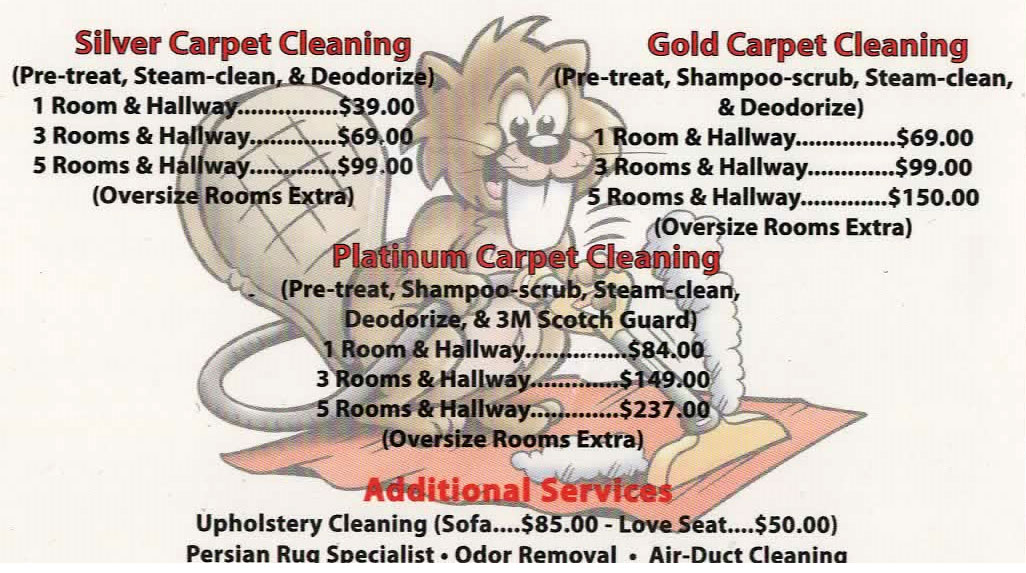 Silver Carpet Cleaning
(Pre-treat, Steam-clean, & Deodorize)
1 Room & Hallway...............$39.00
3 Rooms & Hallway.............$69.00
5 Rooms & Hallway.............$99.00
(Oversize Rooms Extra)
Gold Carpet Cleaning
(Pre-treat, Shampoo-scrub, Steam-clean,
& Deodorize)
1 Room & Hallway...............$69.00
3 Rooms & Hallway.............$99.00
5 Rooms & Hallway.............$150.00
(Oversize Rooms Extra)
Platinum Carpet Cleaning
(Pre-treat, Shampoo-scrub, Steam-clean,
Deodorize, & 3M Scotch Guard)
1 Room & Hallway...............$84.00
3 Rooms & Hallway.............$149.00
5 Rooms & Hallway.............$237.00
(Oversize Rooms Extra)
Additional Services
Upholstery Cleaning (Sofa....$85.00 - Love Seat....$50.00)
Persian Rug Specialist • Odor Removal • Air-Duct Cleaning